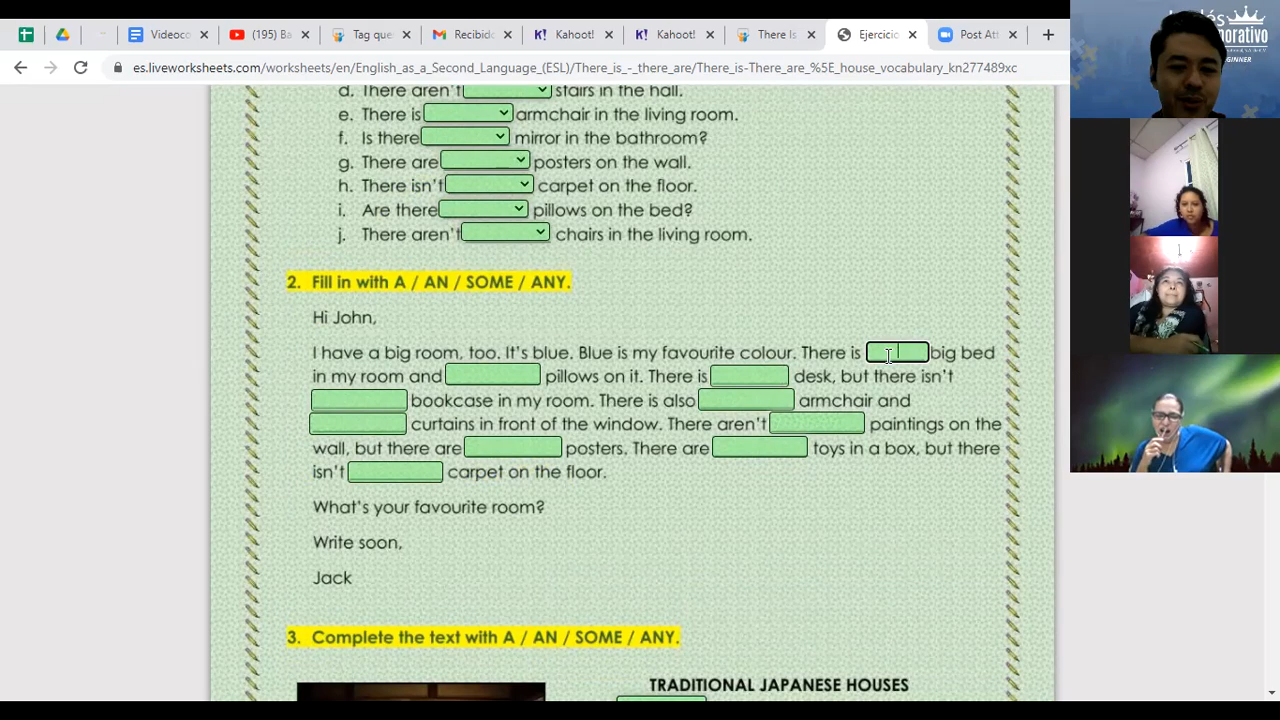 Videoco
(195) Ba
Tag que
Recibido
Kahoot!
Kahoot!
There Is
Ejercicio
Post Att
es.liveworksheets.com/worksheets/en/English_as_a_Second_Language_(ESL)/There_is_-_there_are/There_is-There_are_%5E_house_vocabulary_kn277489xc
d. There aren't stairs in the hall.
e. There is armchair in the living room.
f. Is there mirror in the bathroom?
g. There are posters on the wall.
h. There isn't carpet on the floor.
i. Are there pillows on the bed?
j. There aren't chairs in the living room.
2. Fill in with A / AN / SOME / ANY.
Hi John,
I have a big room, too. It's blue. Blue is my favourite colour. There is big bed
in my room and pillows on it. There is desk, but there isn't
bookcase in my room. There is also armchair and
curtains in front of the window. There aren't paintings on the
wall, but there are posters. There are toys in a box, but there
isn't carpet on the floor.
What's your favourite room?
Write soon,
Jack
3. Complete the text with A / AN / SOME / ANY.
TRADITIONAL JAPANESE HOUSES